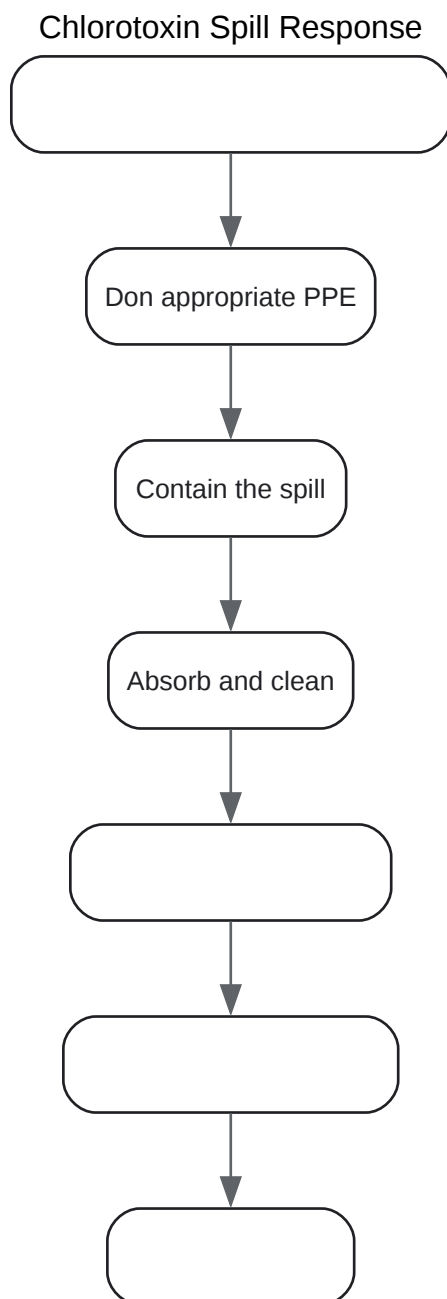 Chlorotoxin Spill Response
Don appropriate PPE
Contain the spill
Absorb and clean